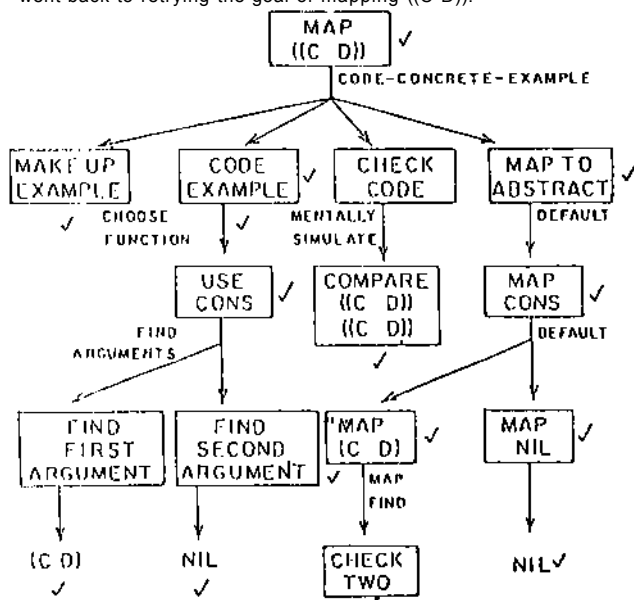 went back to retrying the goal of mapping ((C D)).
MAP
((C D))
CODE-CONCRETE-EXAMPLE
MAKE UP
EXAMPLE
CODE
EXAMPLE
CHECK
CODE
MAP TO
ABSTRACT
CHOOSE
FUNCTION
MENTALLY
SIMULATE
DEFAULT
USE
CONS
COMPARE
((C D))
((C D))
MAP
CONS
FIND
ARGUMENTS
DEFAULT
FIND
FIRST
ARGUMENT
FIND
SECOND
ARGUMENT
MAP
(C D)
MAP
NIL
MAP
FIND
(C D)
NIL
CHECK
TWO
NIL